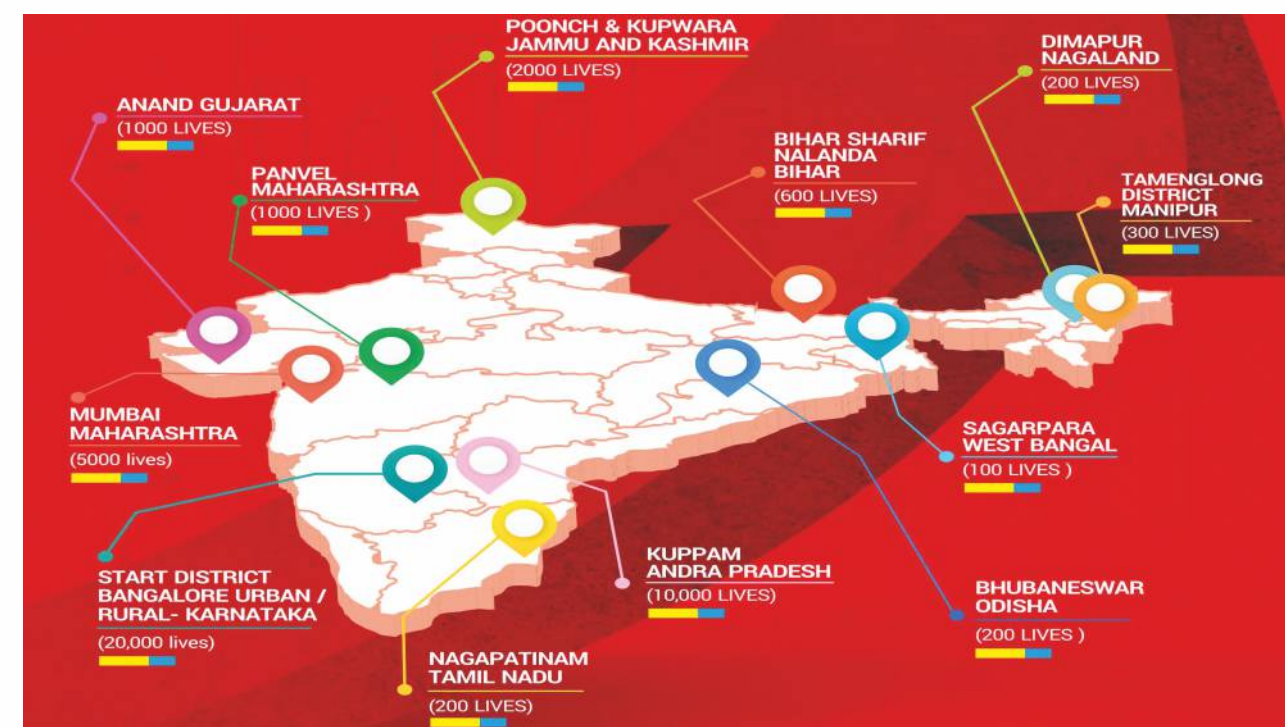 POONCH & KUPWARA
JAMMU AND KASHMIR
(2000 LIVES)
DIMAPUR
NAGALAND
(200 LIVES)
ANAND GUJARAT
(1000 LIVES)
PANVEL
MAHARASHTRA
(1000 LIVES )
BIHAR SHARIF
NALANDA
BIHAR
(600 LIVES)
TAMENGLONG
DISTRICT
MANIPUR
(300 LIVES)
MUMBAI
MAHARASHTRA
(5000 lives)
SAGARPARA
WEST BANGAL
(100 LIVES )
START DISTRICT
BANGALORE URBAN /
RURAL- KARNATAKA
(20,000 lives)
KUPPAM
ANDRA PRADESH
(10,000 LIVES)
BHUBANESWAR
ODISHA
(200 LIVES )
NAGAPATINAM
TAMIL NADU
(200 LIVES)